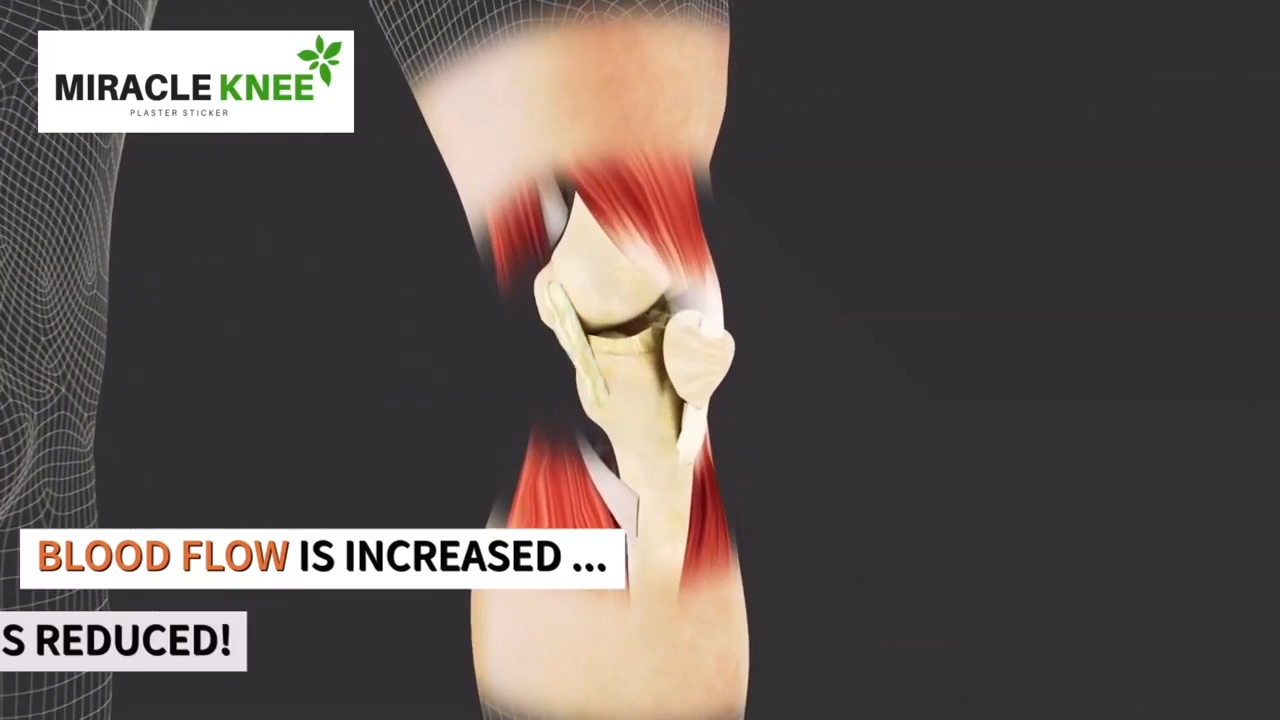 MIRACLE KNEE
PLASTER STICKER
BLOOD FLOW IS INCREASED ...
S REDUCED!